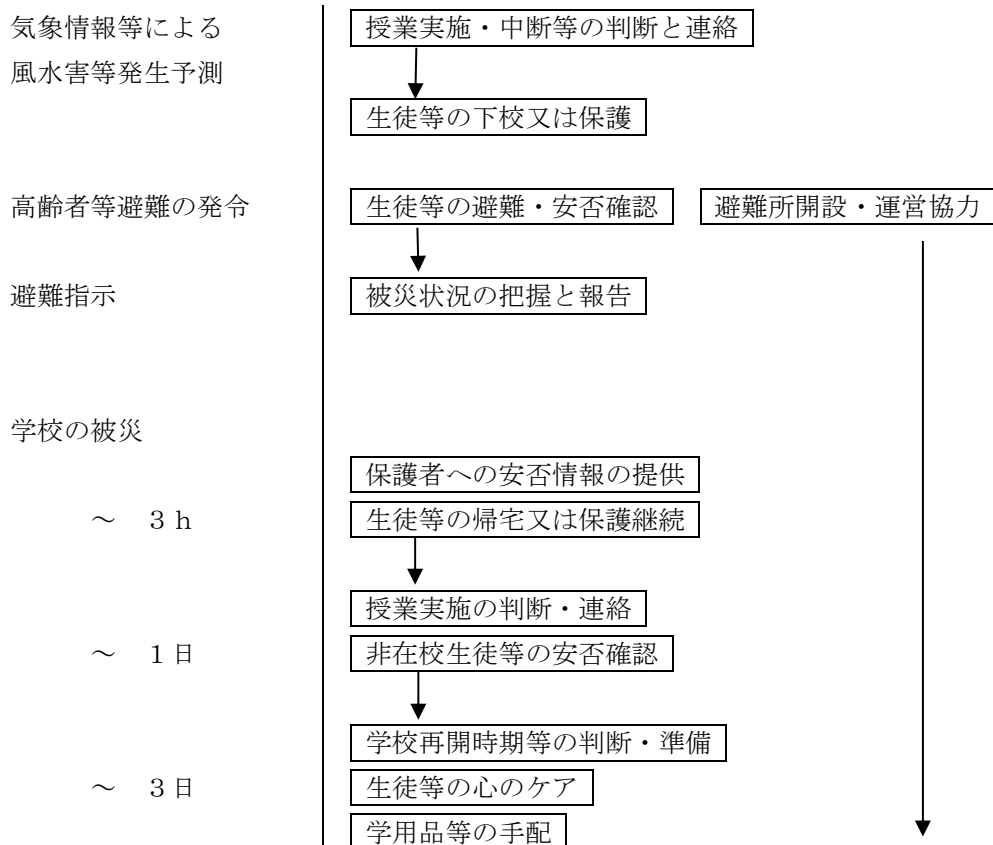 気象情報等による
授業実施・中断等の判断と連絡
風水害等発生予測
生徒等の下校又は保護
高齢者等避難の発令
生徒等の避難・安否確認
避難所開設・運営協力
避難指示
被災状況の把握と報告
学校の被災
保護者への安否情報の提供
～ 3h
生徒等の帰宅又は保護継続
授業実施の判断・連絡
～ 1日
非在校生徒等の安否確認
学校再開時期等の判断・準備
～ 3日
生徒等の心のケア
学用品等の手配